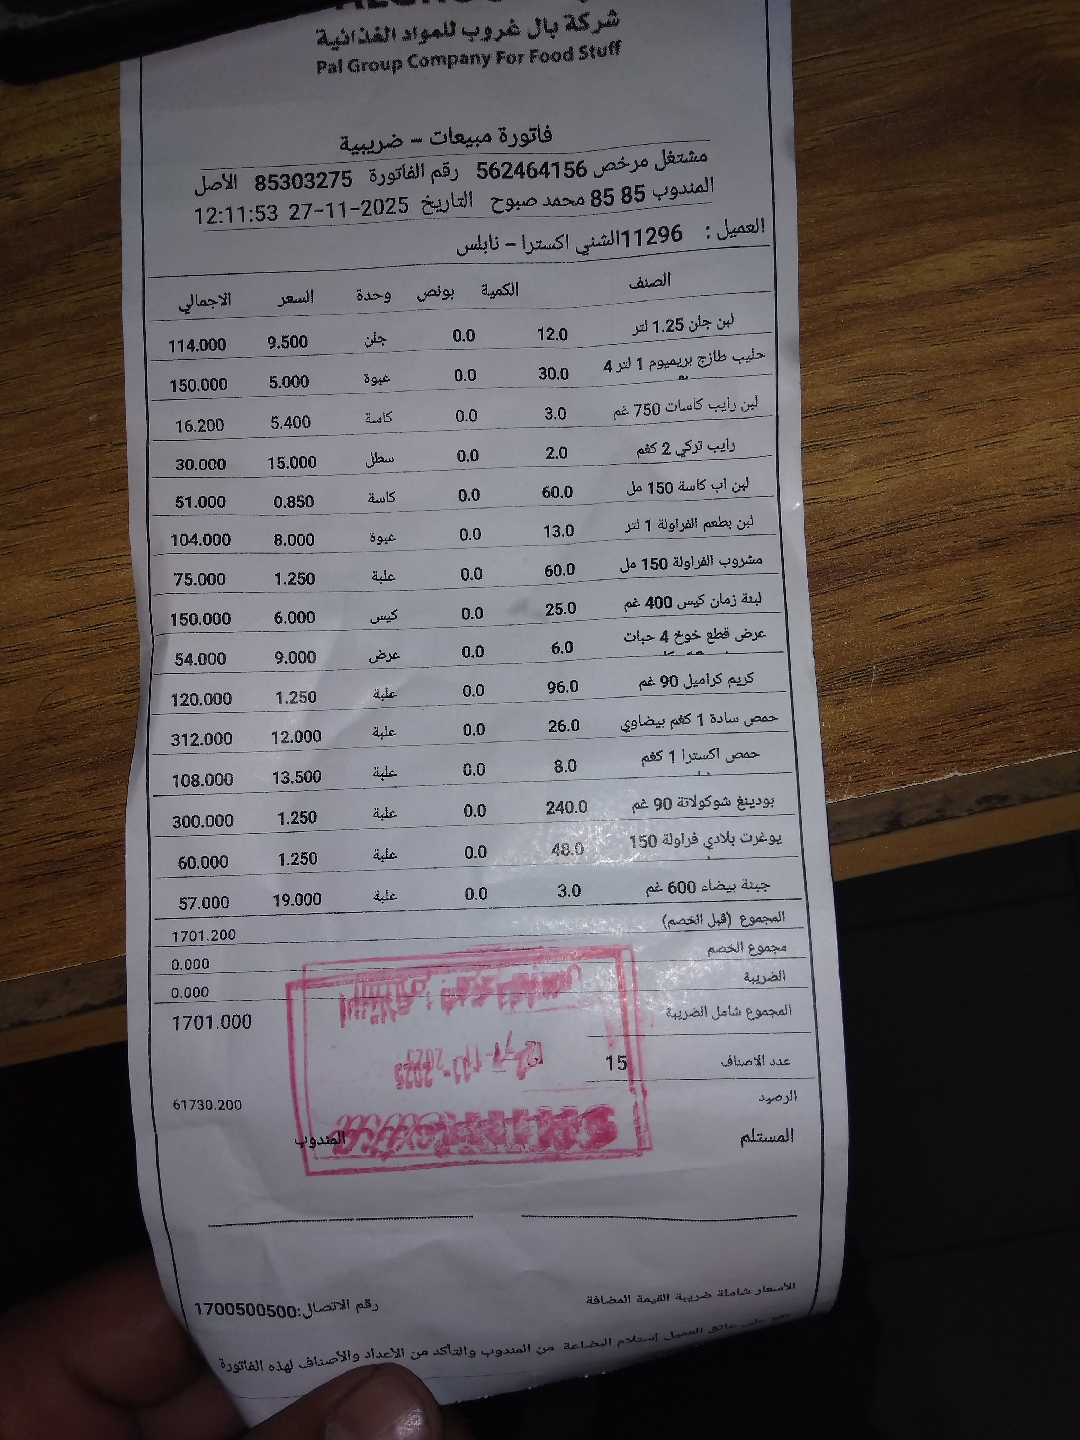 شركة بال غروب للمواد الغذائية
Pal Group Company For Food Stuff
فاتورة مبيعات - ضريبية
مشتغل مرخص 562464156 رقم الفاتورة 85303275 الأصل
المندوب 85 85 محمد صبوح التاريخ 27-11-2025 12:11:53
العميل : 11296الشني اكسترا - نابلس
الصنف الكمية بونص وحدة السعر الاجمالي
لبن جلن 1.25 لتر 12.0 0.0 جلن 9.500 114.000
حليب طازج بريميوم 1 لتر 4 30.0 0.0 عبوة 5.000 150.000
لبن رايب كاسات 750 غم 3.0 0.0 كاسة 5.400 16.200
رايب تركي 2 كغم 2.0 0.0 سطل 15.000 30.000
لبن اب كاسة 150 مل 60.0 0.0 كاسة 0.850 51.000
لبن بطعم الفراولة 1 لتر 13.0 0.0 عبوة 8.000 104.000
مشروب الفراولة 150 مل 60.0 0.0 علبة 1.250 75.000
لبنة زمان كيس 400 غم 25.0 0.0 كيس 6.000 150.000
عرض قطع خوخ 4 حبات 6.0 0.0 عرض 9.000 54.000
كريم كراميل 90 غم 96.0 0.0 علبة 1.250 120.000
حمص سادة 1 كغم بيضاوي 26.0 0.0 علبة 12.000 312.000
حمص اكسترا 1 كغم 8.0 0.0 علبة 13.500 108.000
بودينغ شوكولاتة 90 غم 240.0 0.0 علبة 1.250 300.000
يوغرت بلادي فراولة 150 48.0 0.0 علبة 1.250 60.000
جبنة بيضاء 600 غم 3.0 0.0 علبة 19.000 57.000
المجموع (قبل الخصم) 1701.200
مجموع الخصم 0.000
الضريبة 0.000
المجموع شامل الضريبة 1701.000
عدد الاصناف 15
الرصيد 61730.200
المستلم المندوب
الأسعار شاملة ضريبة القيمة المضافة رقم الاتصال:1700500500
العميل إستلام البضاعة من المندوب والتأكد من الأعداد والأصناف لهذه الفاتورة